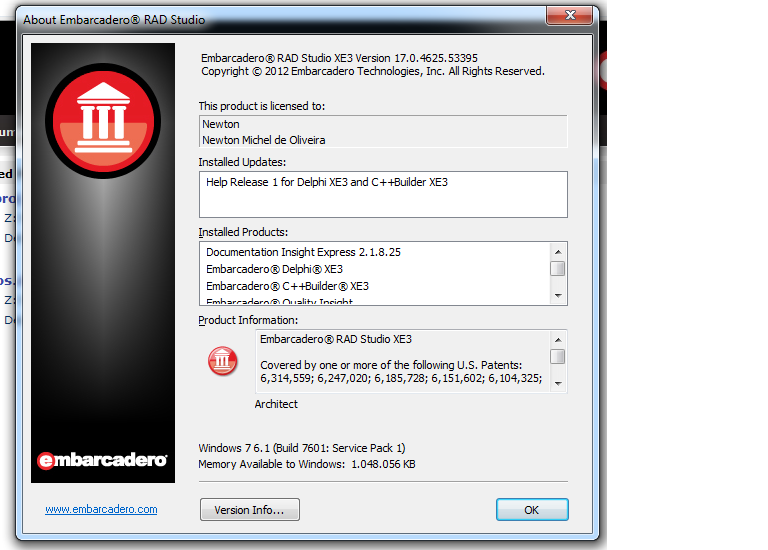 About Embarcadero® RAD Studio
Embarcadero® RAD Studio XE3 Version 17.0.4625.53395
Copyright © 2012 Embarcadero Technologies, Inc. All Rights Reserved.
This product is licensed to:
Newton
Newton Michel de Oliveira
Installed Updates:
Help Release 1 for Delphi XE3 and C++Builder XE3
Installed Products:
Documentation Insight Express 2.1.8.25
Embarcadero® Delphi® XE3
Embarcadero® C++Builder® XE3
Embarcadero® Quality Insight
Product Information:
Embarcadero® RAD Studio XE3
Covered by one or more of the following U.S. Patents:
6,314,559; 6,247,020; 6,185,728; 6,151,602; 6,104,325;
Architect
Windows 7 6.1 (Build 7601: Service Pack 1)
Memory Available to Windows: 1.048.056 KB
embarcadero
www.embarcadero.com
Version Info...
OK